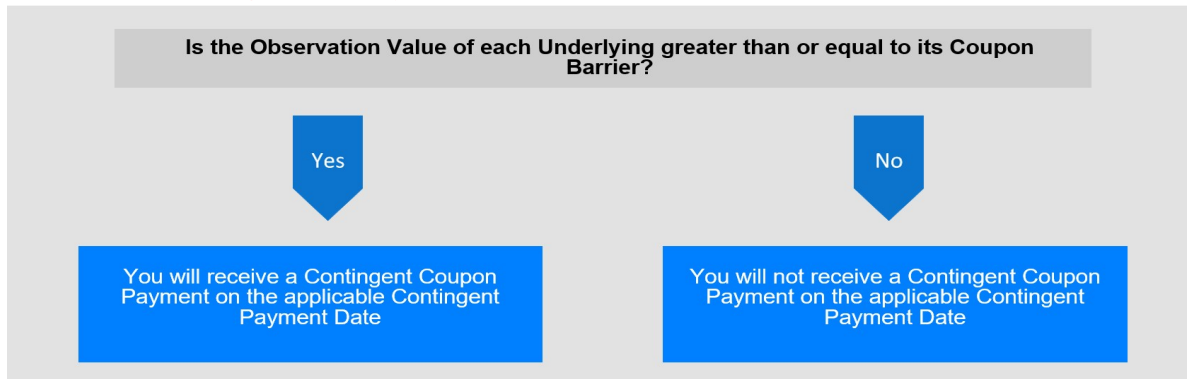 Is the Observation Value of each Underlying greater than or equal to its Coupon
Barrier?
Yes
No
You will receive a Contingent Coupon
Payment on the applicable Contingent
Payment Date
You will not receive a Contingent Coupon
Payment on the applicable Contingent
Payment Date